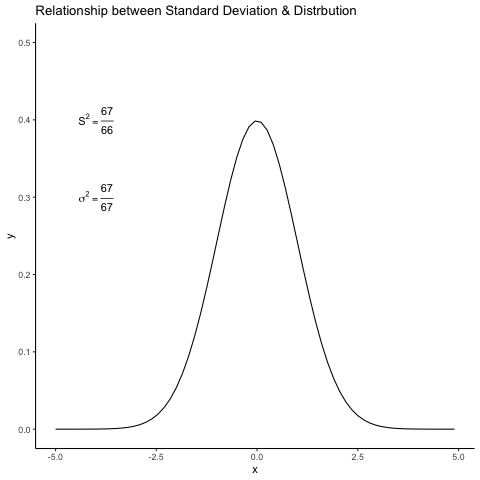 Relationship between Standard Deviation & Distrbution
0.5
S² = 67/66
0.4
σ² = 67/67
0.3
y
0.2
0.1
0.0
-5.0 -2.5 0.0 2.5 5.0
x